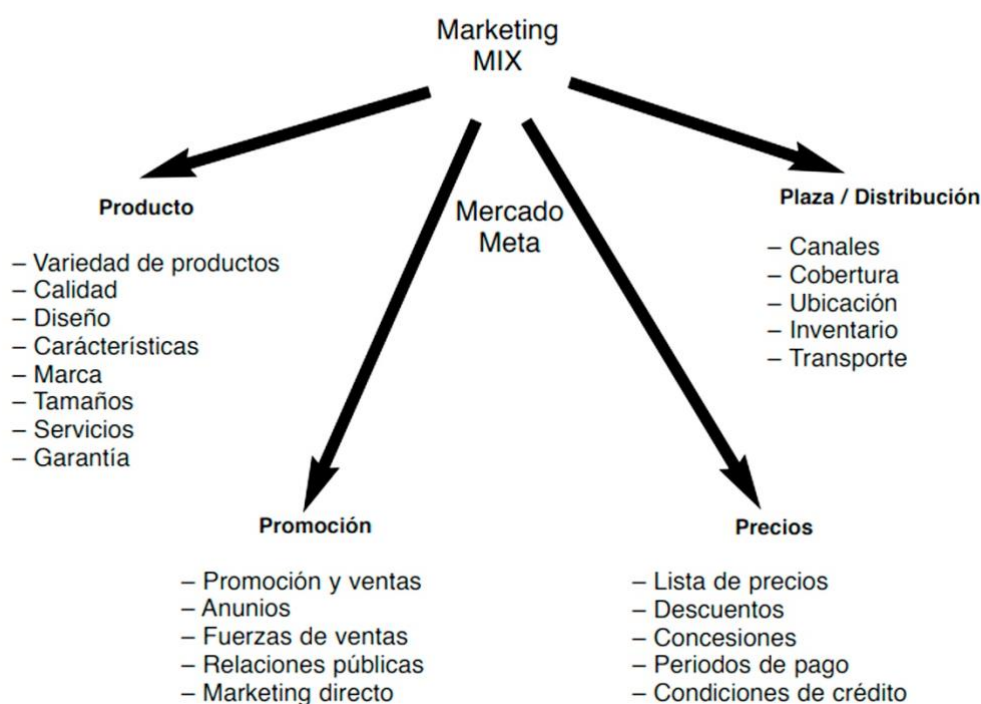 Marketing
MIX
Producto
– Variedad de productos
– Calidad
– Diseño
– Carácterísticas
– Marca
– Tamaños
– Servicios
– Garantía
Mercado
Meta
Plaza / Distribución
– Canales
– Cobertura
– Ubicación
– Inventario
– Transporte
Promoción
– Promoción y ventas
– Anunios
– Fuerzas de ventas
– Relaciones públicas
– Marketing directo
Precios
– Lista de precios
– Descuentos
– Concesiones
– Periodos de pago
– Condiciones de crédito